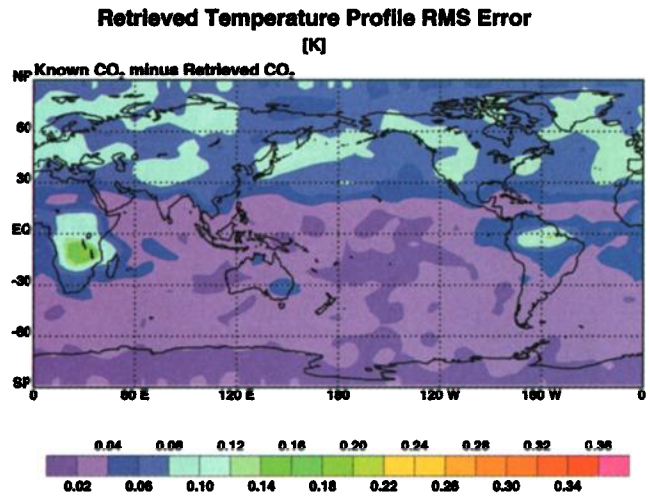 Retrieved Temperature Profile RMS Error
[K]
Known CO2 minus Retrieved CO2
NP
60
30
EQ
-30
-60
SP
0 60 E 120 E 180 120 W 160 W 0
0.04 0.08 0.12 0.16 0.20 0.24 0.28 0.32 0.36
0.02 0.06 0.10 0.14 0.18 0.22 0.26 0.30 0.34